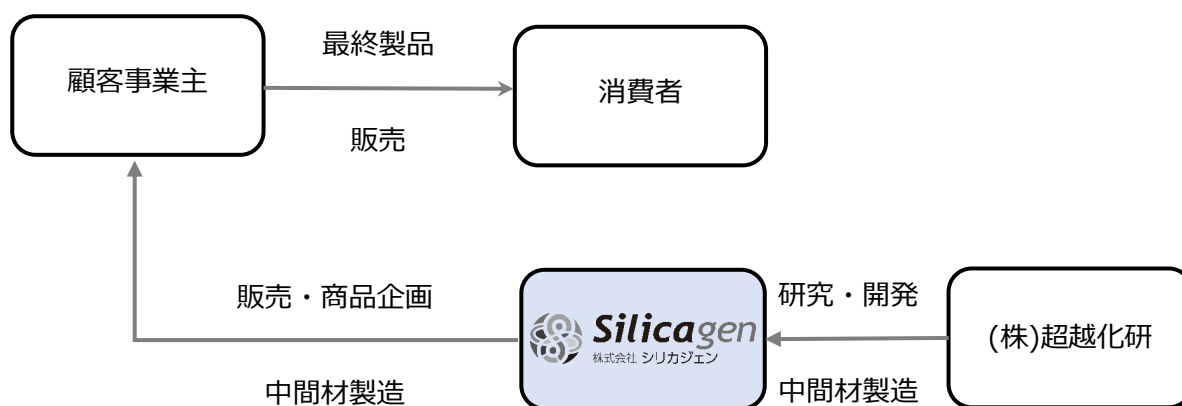 最終製品
顧客事業主
消費者
販売
販売・商品企画
研究・開発
Silicagen
株式会社 シリカジェン
(株)超越化研
中間材製造
中間材製造